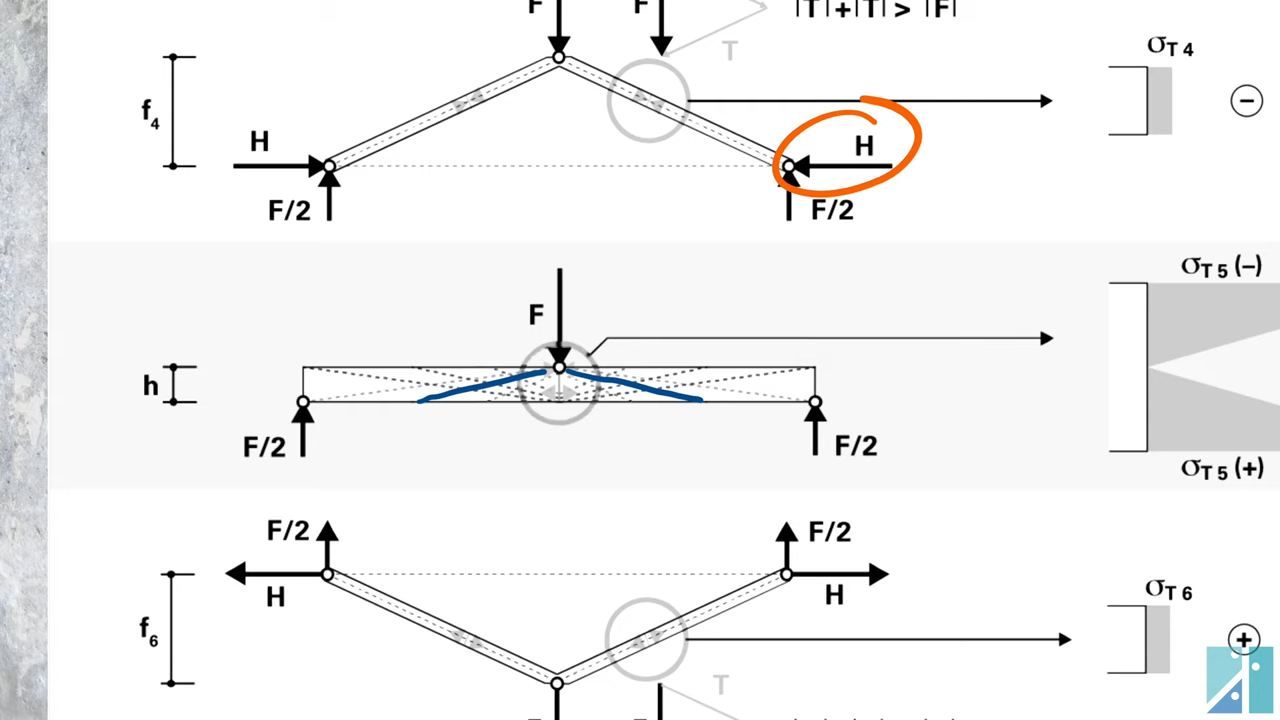 F F |T|+|T| > |F|
T
σT 4
f4
H H
F/2 F/2
σT 5 (–)
F
h
F/2 F/2
σT 5 (+)
F/2 F/2
H H
σT 6
f6
T